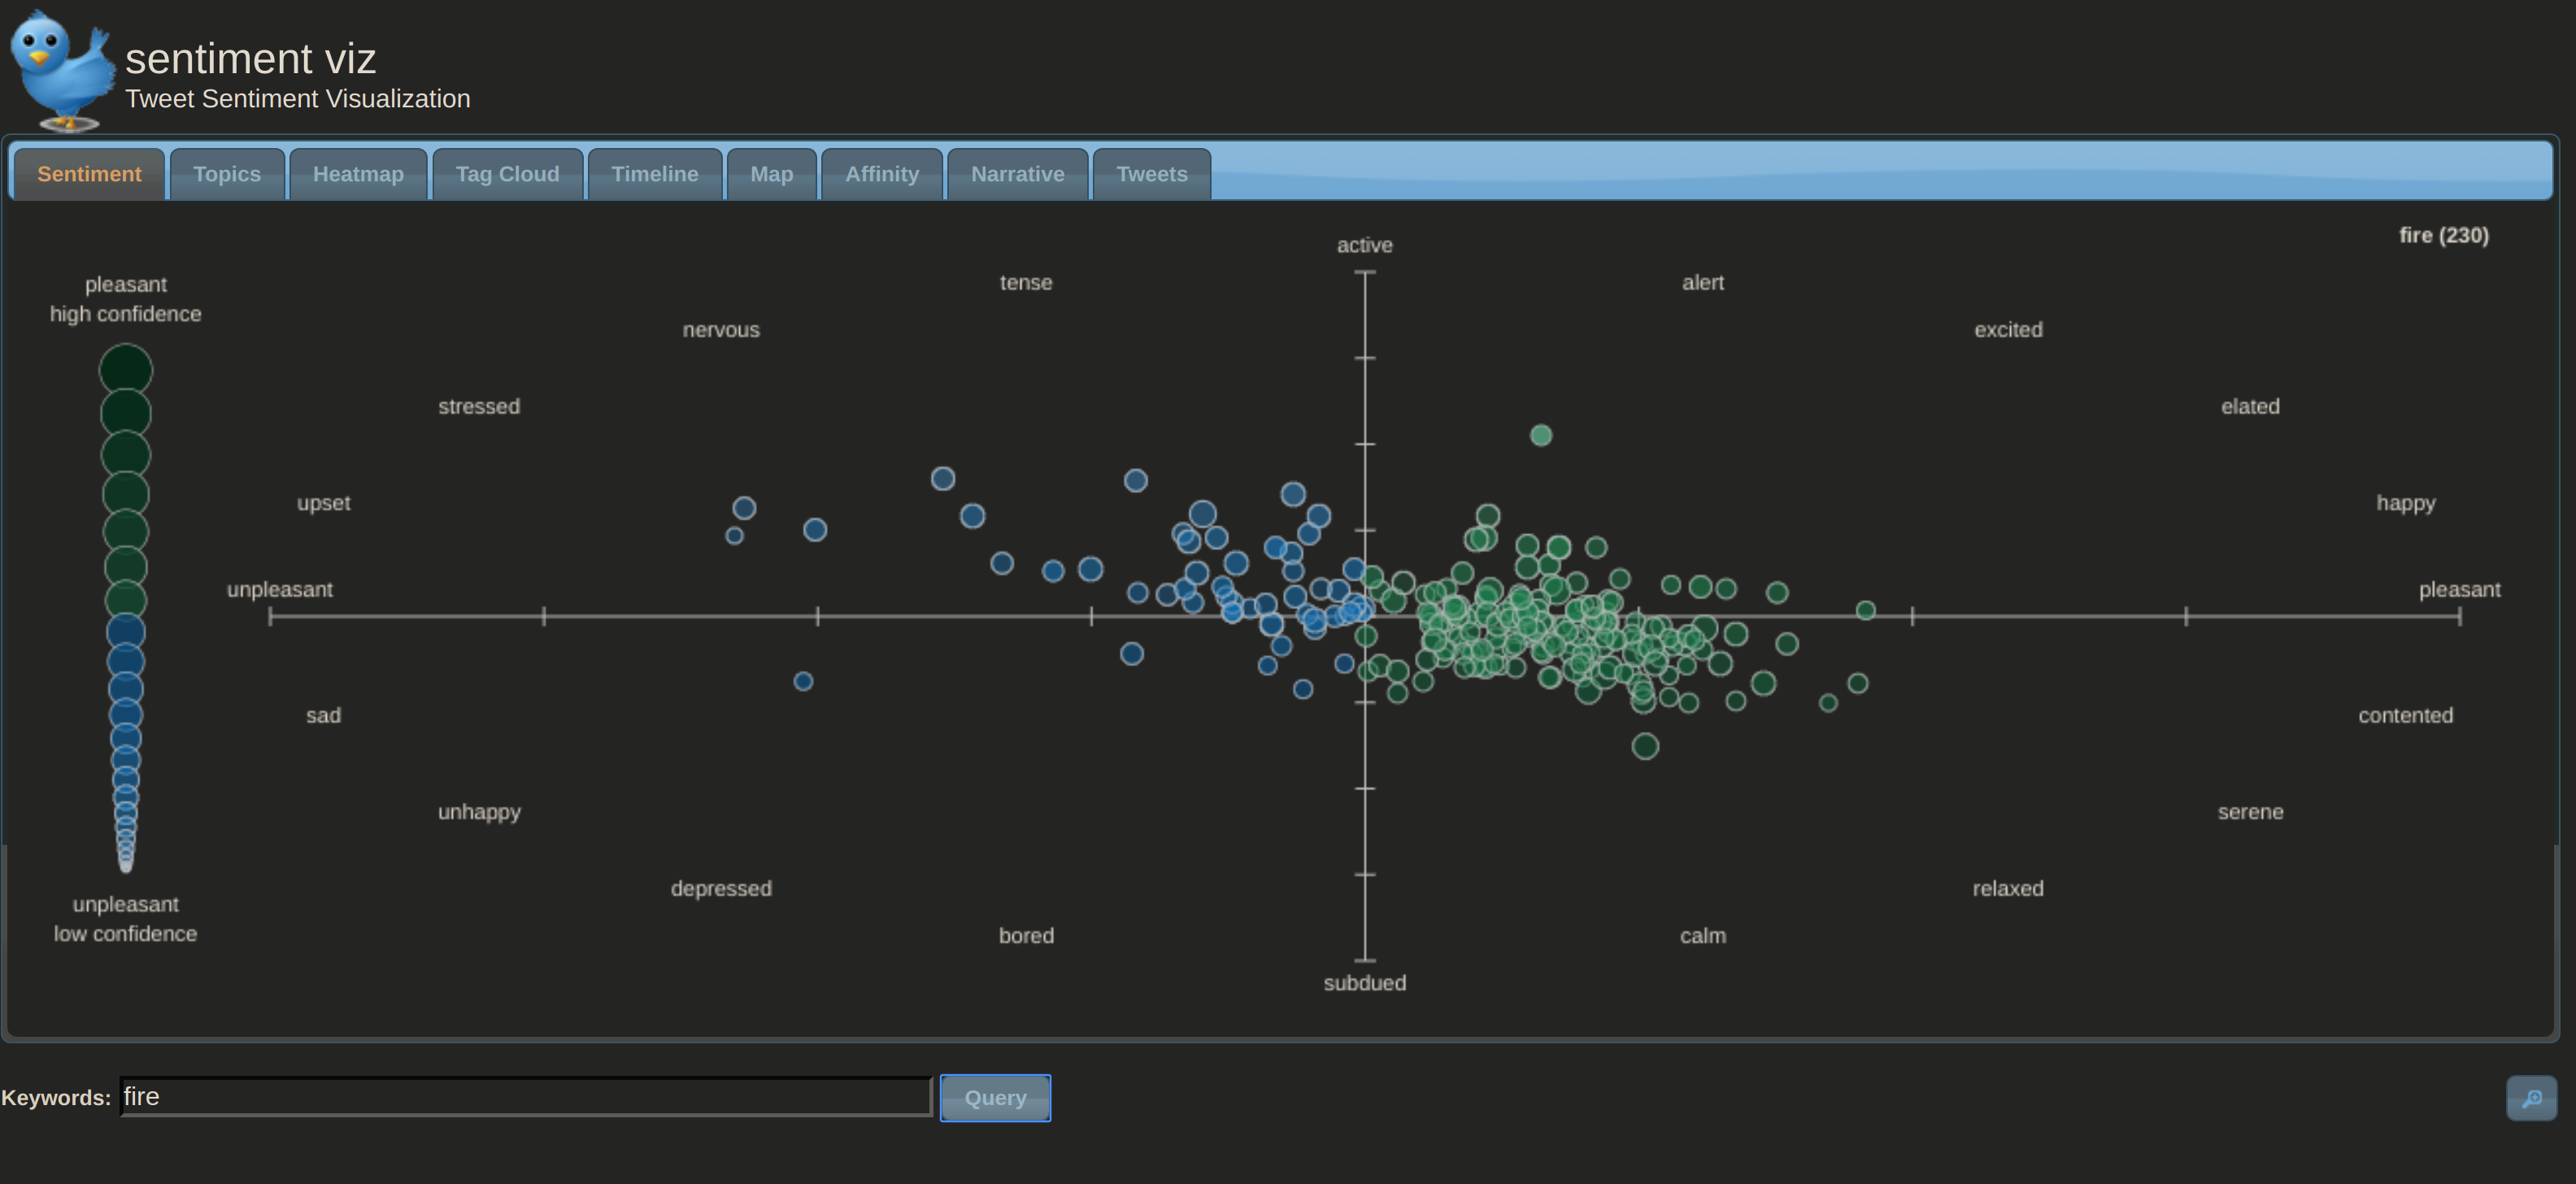 sentiment viz
Tweet Sentiment Visualization
Sentiment
Topics
Heatmap
Tag Cloud
Timeline
Map
Affinity
Narrative
Tweets
fire (230)
pleasant
high confidence
unpleasant
low confidence
active
tense
alert
nervous
excited
stressed
elated
upset
happy
unpleasant
pleasant
sad
contented
unhappy
serene
depressed
relaxed
bored
calm
subdued
Keywords:
fire
Query